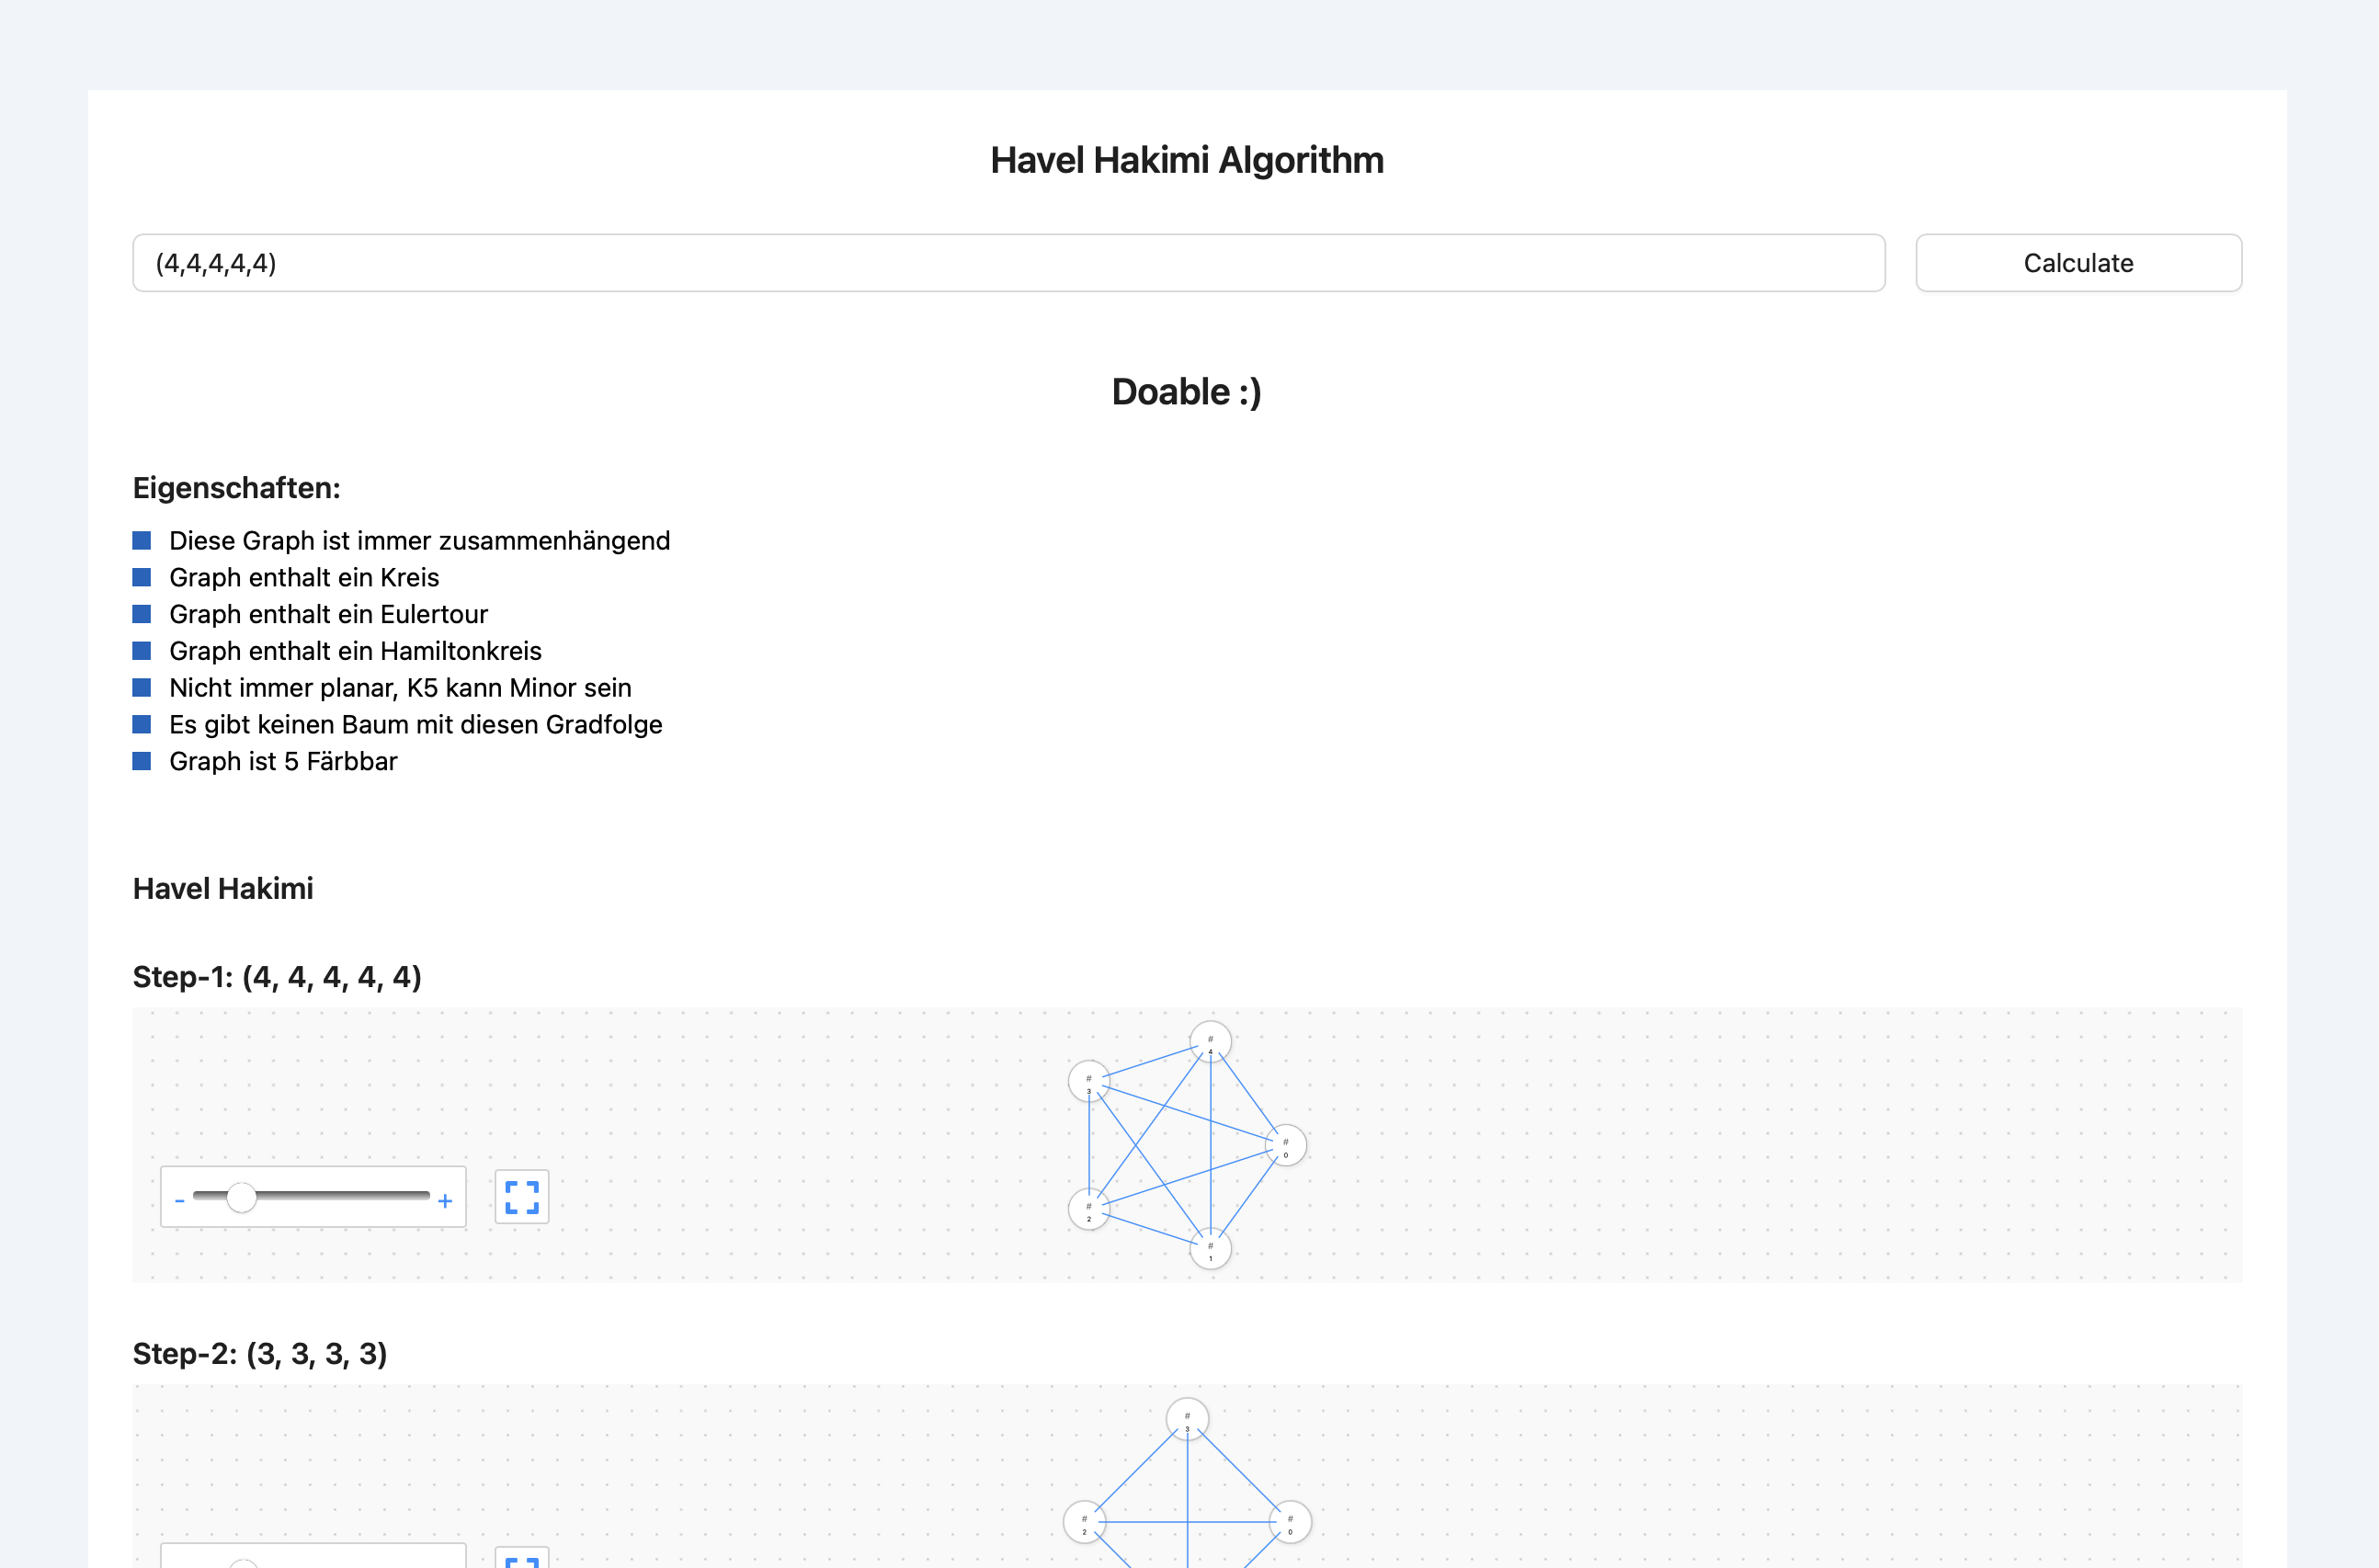 Havel Hakimi Algorithm
(4,4,4,4,4)
Calculate
Doable :)
Eigenschaften:
Diese Graph ist immer zusammenhängend
Graph enthalt ein Kreis
Graph enthalt ein Eulertour
Graph enthalt ein Hamiltonkreis
Nicht immer planar, K5 kann Minor sein
Es gibt keinen Baum mit diesen Gradfolge
Graph ist 5 Färbbar
Havel Hakimi
Step-1: (4, 4, 4, 4, 4)
#
4
#
3
#
0
- +
#
2
#
1
Step-2: (3, 3, 3, 3)
#
3
#
2
#
0